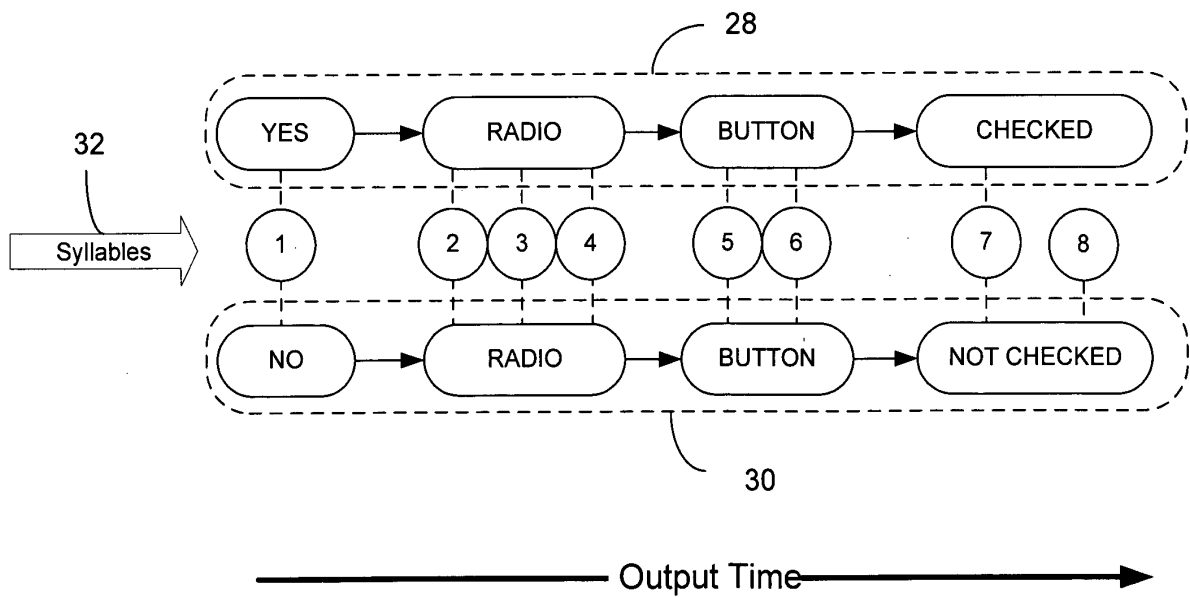 28
YES RADIO BUTTON CHECKED
32
Syllables
1 2 3 4 5 6 7 8
NO RADIO BUTTON NOT CHECKED
30
Output Time